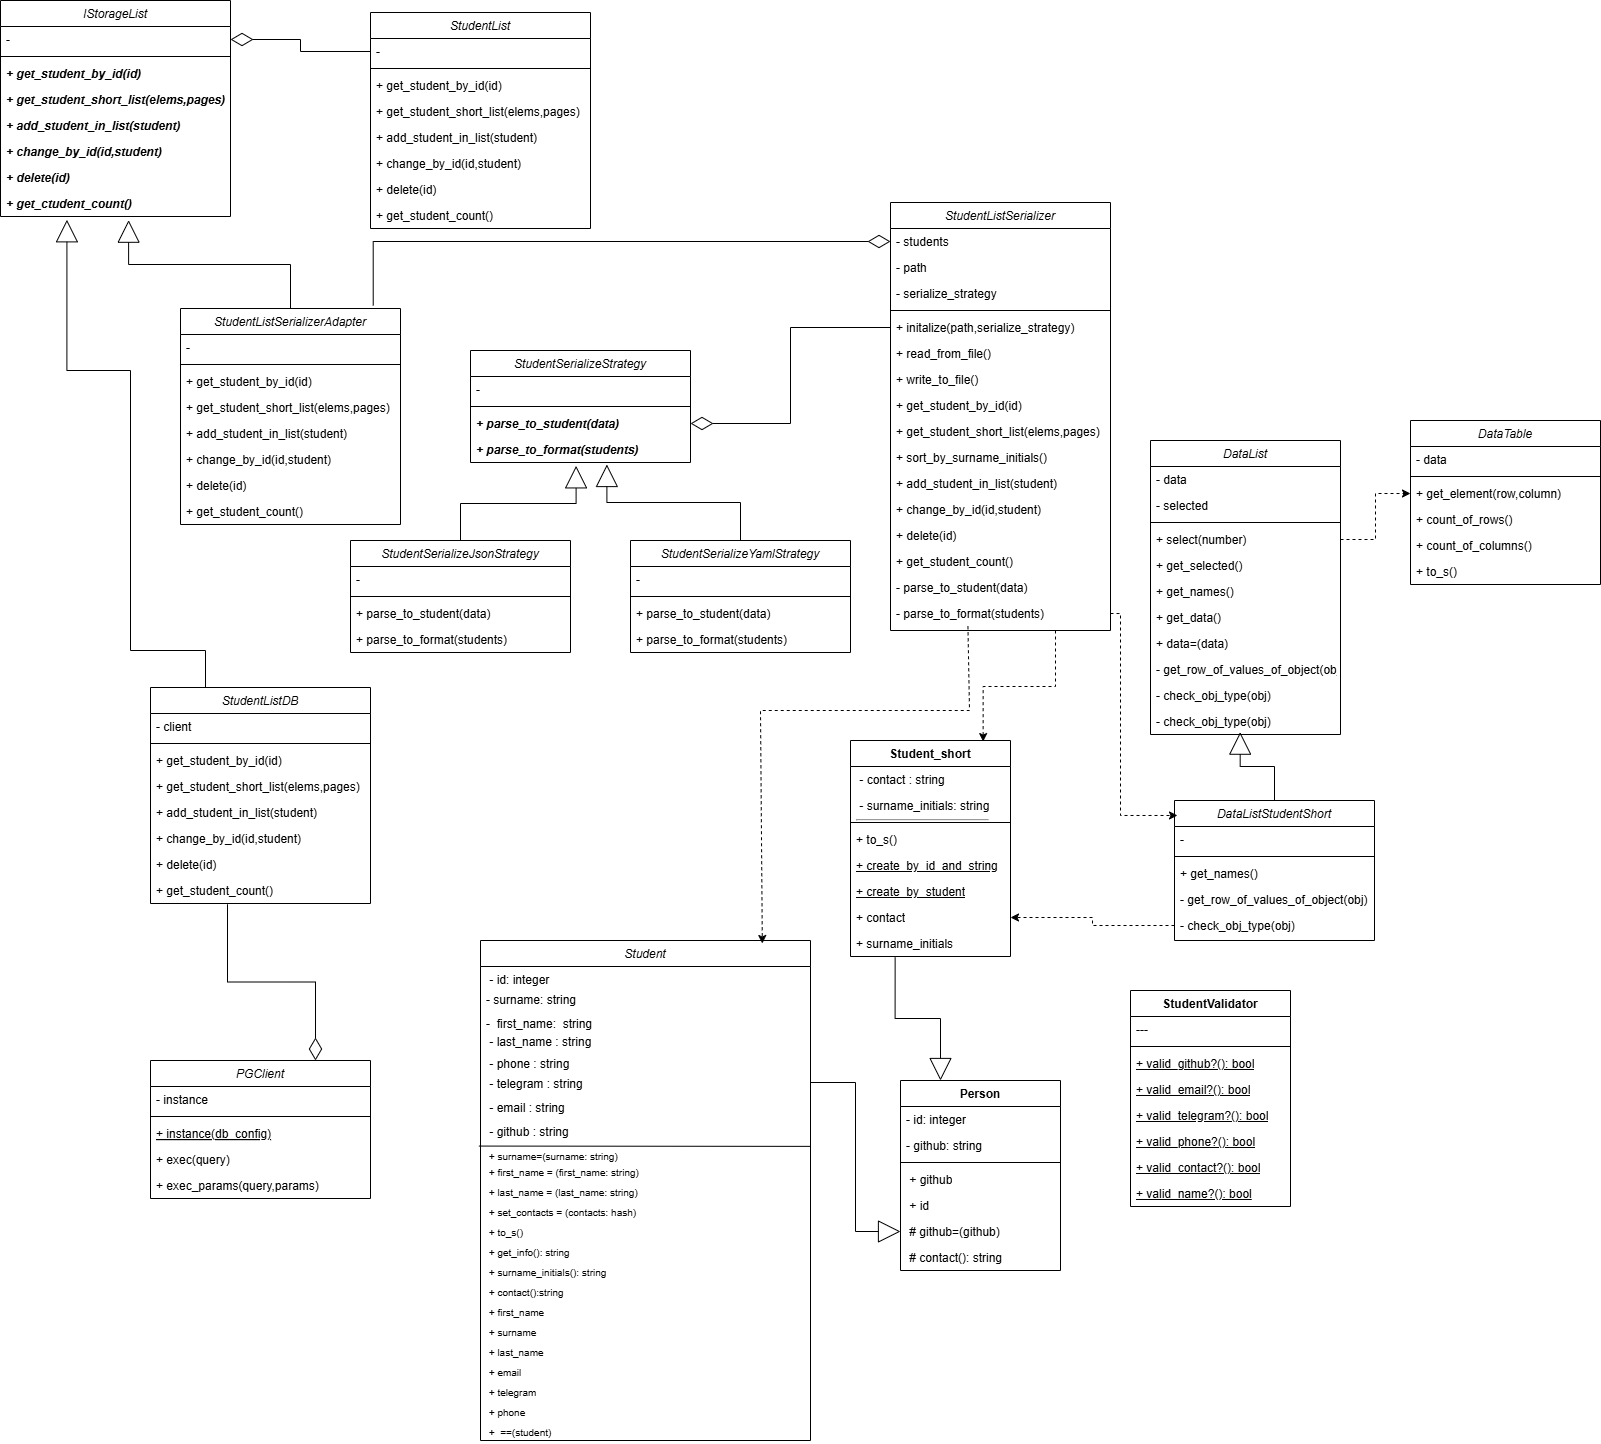 IStorageList
-
+ get_student_by_id(id)
+ get_student_short_list(elems,pages)
+ add_student_in_list(student)
+ change_by_id(id,student)
+ delete(id)
+ get_ctudent_count()
StudentList
-
+ get_student_by_id(id)
+ get_student_short_list(elems,pages)
+ add_student_in_list(student)
+ change_by_id(id,student)
+ delete(id)
+ get_student_count()
StudentListSerializer
- students
- path
- serialize_strategy
+ initalize(path,serialize_strategy)
+ read_from_file()
+ write_to_file()
+ get_student_by_id(id)
+ get_student_short_list(elems,pages)
+ sort_by_surname_initials()
+ add_student_in_list(student)
+ change_by_id(id,student)
+ delete(id)
+ get_student_count()
- parse_to_student(data)
- parse_to_format(students)
StudentListSerializerAdapter
-
+ get_student_by_id(id)
+ get_student_short_list(elems,pages)
+ add_student_in_list(student)
+ change_by_id(id,student)
+ delete(id)
+ get_student_count()
StudentSerializeStrategy
-
+ parse_to_student(data)
+ parse_to_format(students)
StudentSerializeJsonStrategy
-
+ parse_to_student(data)
+ parse_to_format(students)
StudentSerializeYamlStrategy
-
+ parse_to_student(data)
+ parse_to_format(students)
DataList
- data
- selected
+ select(number)
+ get_selected()
+ get_names()
+ get_data()
+ data=(data)
- get_row_of_values_of_object(ob
- check_obj_type(obj)
- check_obj_type(obj)
DataTable
- data
+ get_element(row,column)
+ count_of_rows()
+ count_of_columns()
+ to_s()
StudentListDB
- client
+ get_student_by_id(id)
+ get_student_short_list(elems,pages)
+ add_student_in_list(student)
+ change_by_id(id,student)
+ delete(id)
+ get_student_count()
Student_short
- contact : string
- surname_initials: string
+ to_s()
+ create_by_id_and_string
+ create_by_student
+ contact
+ surname_initials
DataListStudentShort
-
+ get_names()
- get_row_of_values_of_object(obj)
- check_obj_type(obj)
Student
- id: integer
- surname: string
- first_name: string
- last_name : string
- phone : string
- telegram : string
- email : string
- github : string
+ surname=(surname: string)
+ first_name = (first_name: string)
+ last_name = (last_name: string)
+ set_contacts = (contacts: hash)
+ to_s()
+ get_info(): string
+ surname_initials(): string
+ contact():string
+ first_name
+ surname
+ last_name
+ email
+ telegram
+ phone
+ ==(student)
PGClient
- instance
+ instance(db_config)
+ exec(query)
+ exec_params(query,params)
Person
- id: integer
- github: string
+ github
+ id
# github=(github)
# contact(): string
StudentValidator
---
+ valid_github?(): bool
+ valid_email?(): bool
+ valid_telegram?(): bool
+ valid_phone?(): bool
+ valid_contact?(): bool
+ valid_name?(): bool